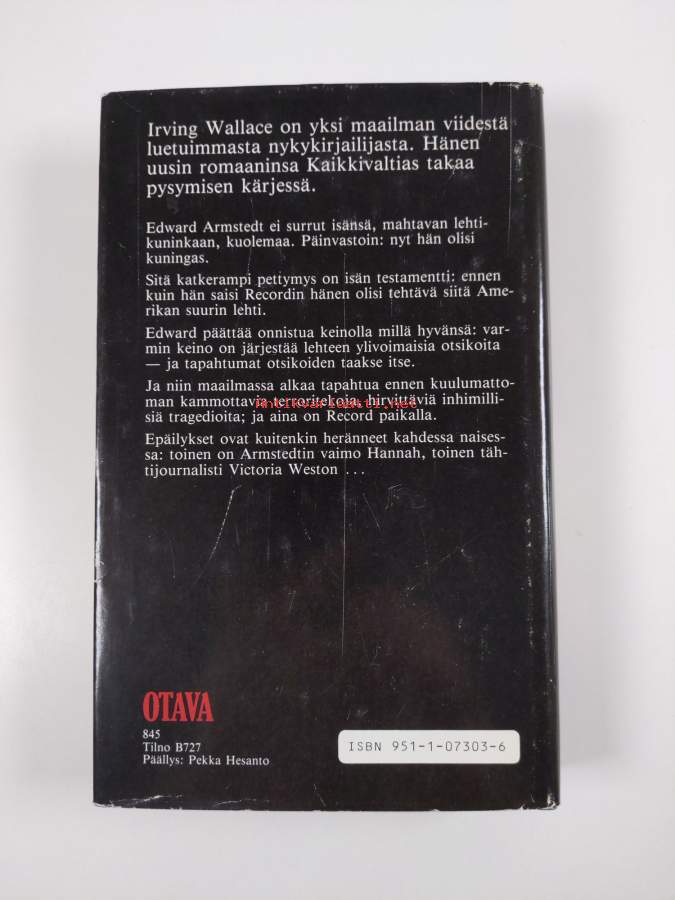 Irving Wallace on yksi maailman viidestä
luetuimmasta nykykirjailijasta. Hänen
uusin romaaninsa Kaikkivaltias takaa
pysymisen kärjessä.
Edward Armstedt ei surrut isänsä, mahtavan lehti-
kuninkaan, kuolemaa. Päinvastoin: nyt hän olisi
kuningas.
Sitä katkerampi pettymys on isän testamentti: ennen
kuin hän saisi Recordin hänen olisi tehtävä siitä Ame-
rikan suurin lehti.
Edward päättää onnistua keinolla millä hyvänsä: var-
min keino on järjestää lehteen ylivoimaisia otsikoita
— ja tapahtumat otsikoiden taakse itse.
Ja niin maailmassa alkaa tapahtua ennen kuulumatto-
man kammottavia terroritekoja, hirvittäviä inhimilli-
antikvariaatti.net
siä tragedioita; ja aina on Record paikalla.
Epäilykset ovat kuitenkin heränneet kahdessa naises-
sa: toinen on Armstedtin vaimo Hannah, toinen täh-
tijournalisti Victoria Weston ...
OTAVA
845
Tilno B727
Päällys: Pekka Hesanto
ISBN 951-1-07303-6